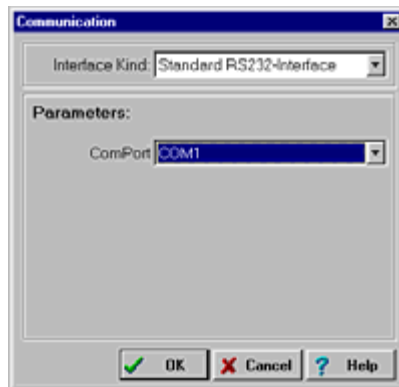 Communication
Interface Kind: Standard RS232-Interface
Parameters:
ComPort COM1
OK Cancel Help